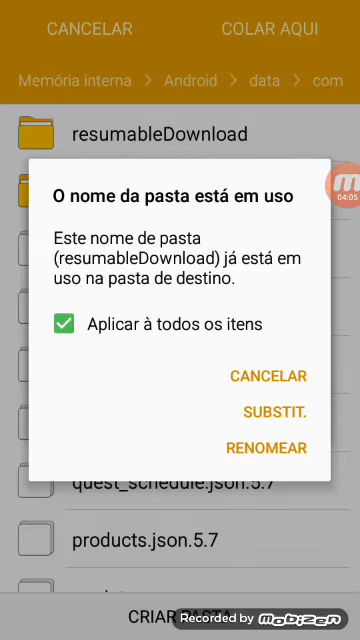 CANCELAR COLAR AQUI
Memória interna > Android > data > com
resumableDownload
O nome da pasta está em uso
Este nome de pasta
(resumableDownload) já está em
uso na pasta de destino.
04:05
Aplicar à todos os itens
CANCELAR
SUBSTIT.
RENOMEAR
quest_schedule.json.5.7
products.json.5.7
CRIAR PASTA
Recorded by mobizen